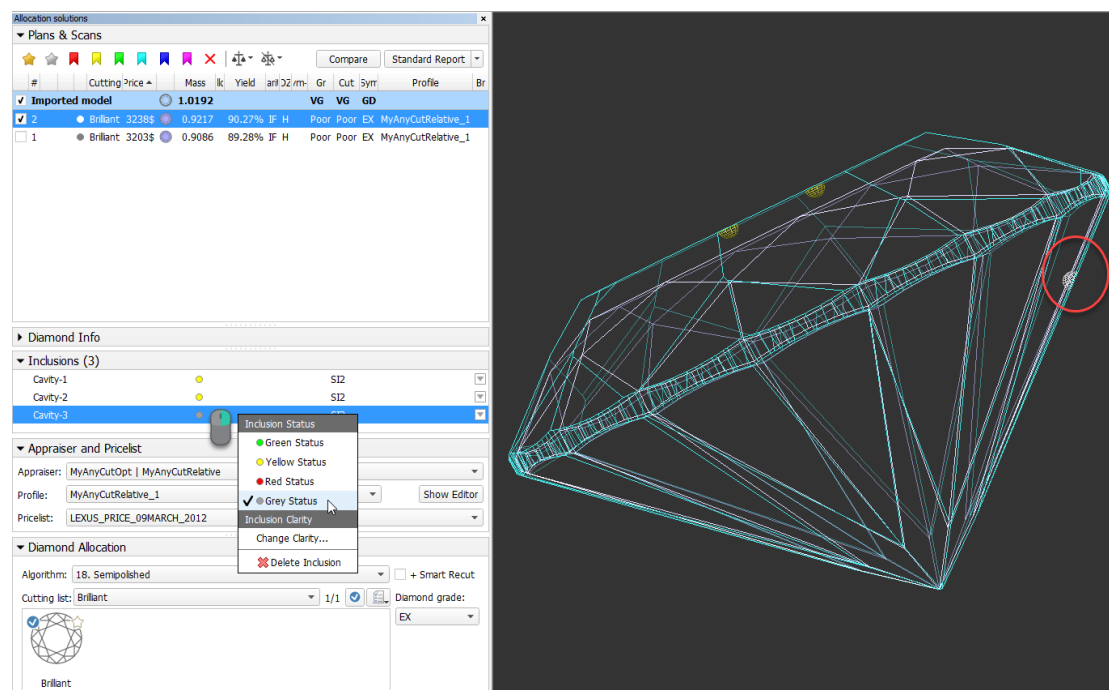 Allocation solutions
Plans & Scans
Compare Standard Report
# Cutting Price Mass Yield Gr Cut Sym Profile Br
Imported model 1.0192 VG VG GD
2 Brilliant 3238$ 0.9217 90.27% IF H Poor Poor EX MyAnyCutRelative_1
1 Brilliant 3203$ 0.9086 89.28% IF H Poor Poor EX MyAnyCutRelative_1
Diamond Info
Inclusions (3)
Cavity-1 SI2
Cavity-2 SI2
Cavity-3
Inclusion Status
Green Status
Yellow Status
Red Status
Grey Status
Inclusion Clarity
Change Clarity...
Delete Inclusion
Appraiser and Pricelist
Appraiser: MyAnyCutOpt | MyAnyCutRelative
Profile: MyAnyCutRelative_1 Show Editor
Pricelist: LEXUS_PRICE_09MARCH_2012
Diamond Allocation
Algorithm: 18. Semipolished + Smart Recut
Cutting list: Brilliant 1/1 Diamond grade:
EX
Brilliant